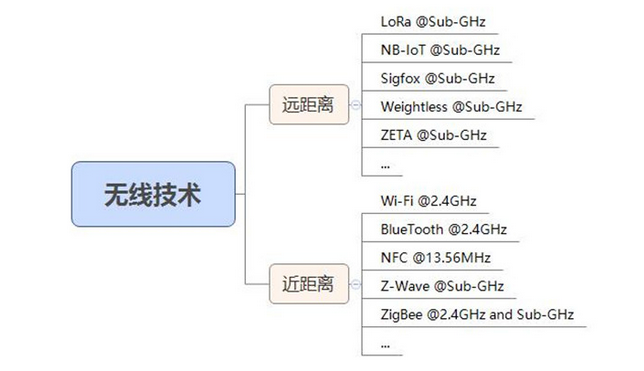 无线技术
远距离
LoRa @Sub-GHz
NB-IoT @Sub-GHz
Sigfox @Sub-GHz
Weightless @Sub-GHz
ZETA @Sub-GHz
...
近距离
Wi-Fi @2.4GHz
BlueTooth @2.4GHz
NFC @13.56MHz
Z-Wave @Sub-GHz
ZigBee @2.4GHz and Sub-GHz
...